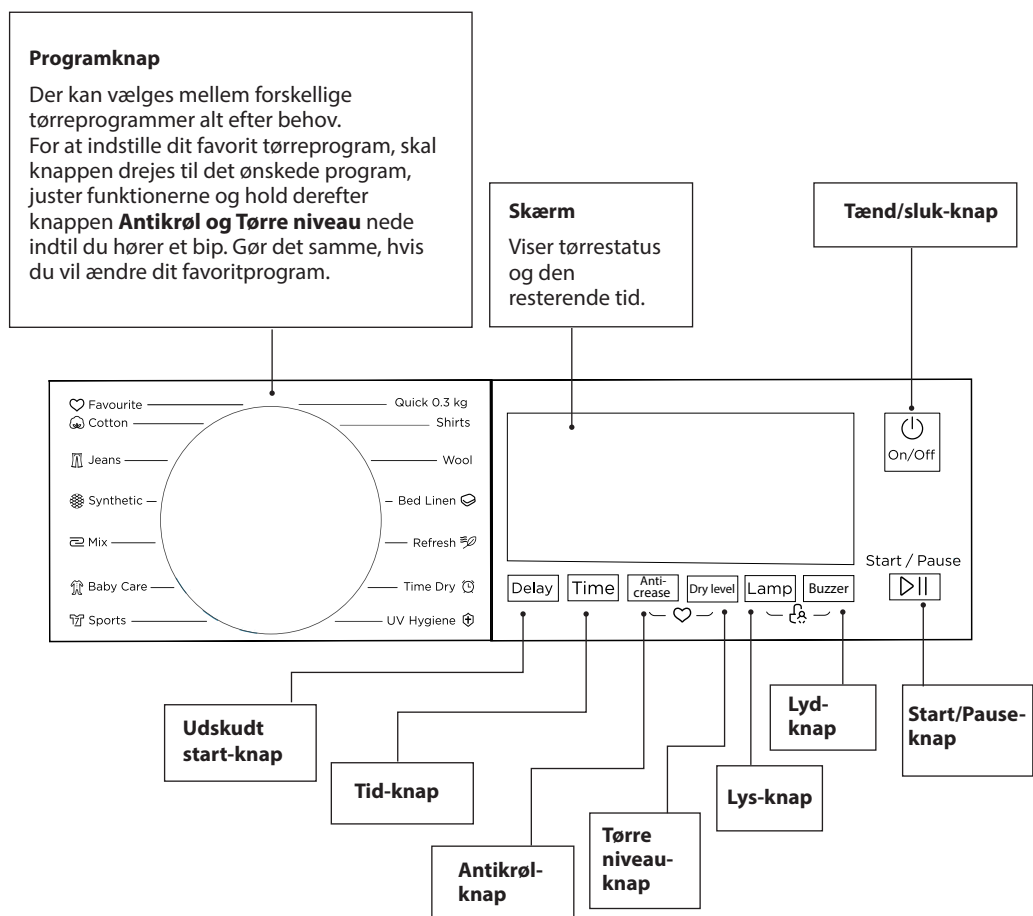 Programknap
Der kan vælges mellem forskellige
tørreprogrammer alt efter behov.
For at indstille dit favorit tørreprogram, skal
knappen drejes til det ønskede program,
juster funktionerne og hold derefter
knappen Antikrøl og Tørre niveau nede
indtil du hører et bip. Gør det samme, hvis
du vil ændre dit favoritprogram.
Skærm
Viser tørrestatus
og den
resterende tid.
Tænd/sluk-knap
Favourite
Cotton
Jeans
Synthetic
Mix
Baby Care
Sports
Quick 0.3 kg
Shirts
Wool
Bed Linen
Refresh
Time Dry
UV Hygiene
On/Off
Start / Pause
Delay
Time
Anti-
crease
Dry level
Lamp
Buzzer
Udskudt
start-knap
Tid-knap
Antikrøl-
knap
Tørre
niveau-
knap
Lys-knap
Lyd-
knap
Start/Pause-
knap